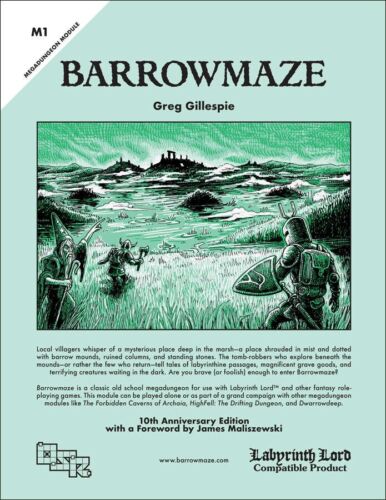 M1
MEGADUNGEON MODULE
BARROWMAZE
Greg Gillespie
Local villagers whisper of a mysterious place deep in the marsh—a place shrouded in mist and dotted
with barrow mounds, ruined columns, and standing stones. The tomb-robbers who explore beneath the
mounds—or rather the few who return—tell tales of labyrinthine passages, magnificent grave goods, and
terrifying creatures waiting in the dark. Are you brave (or foolish) enough to enter Barrowmaze?
Barrowmaze is a classic old school megadungeon for use with Labyrinth Lord™ and other fantasy role-
playing games. This module can be played alone or as part of a grand campaign with other megadungeon
modules like The Forbidden Caverns of Archaia, HighFell: The Drifting Dungeon, and Dwarrowdeep.
10th Anniversary Edition
with a Foreword by James Maliszewski
OSR
www.barrowmaze.com
Labyrinth Lord
Compatible Product